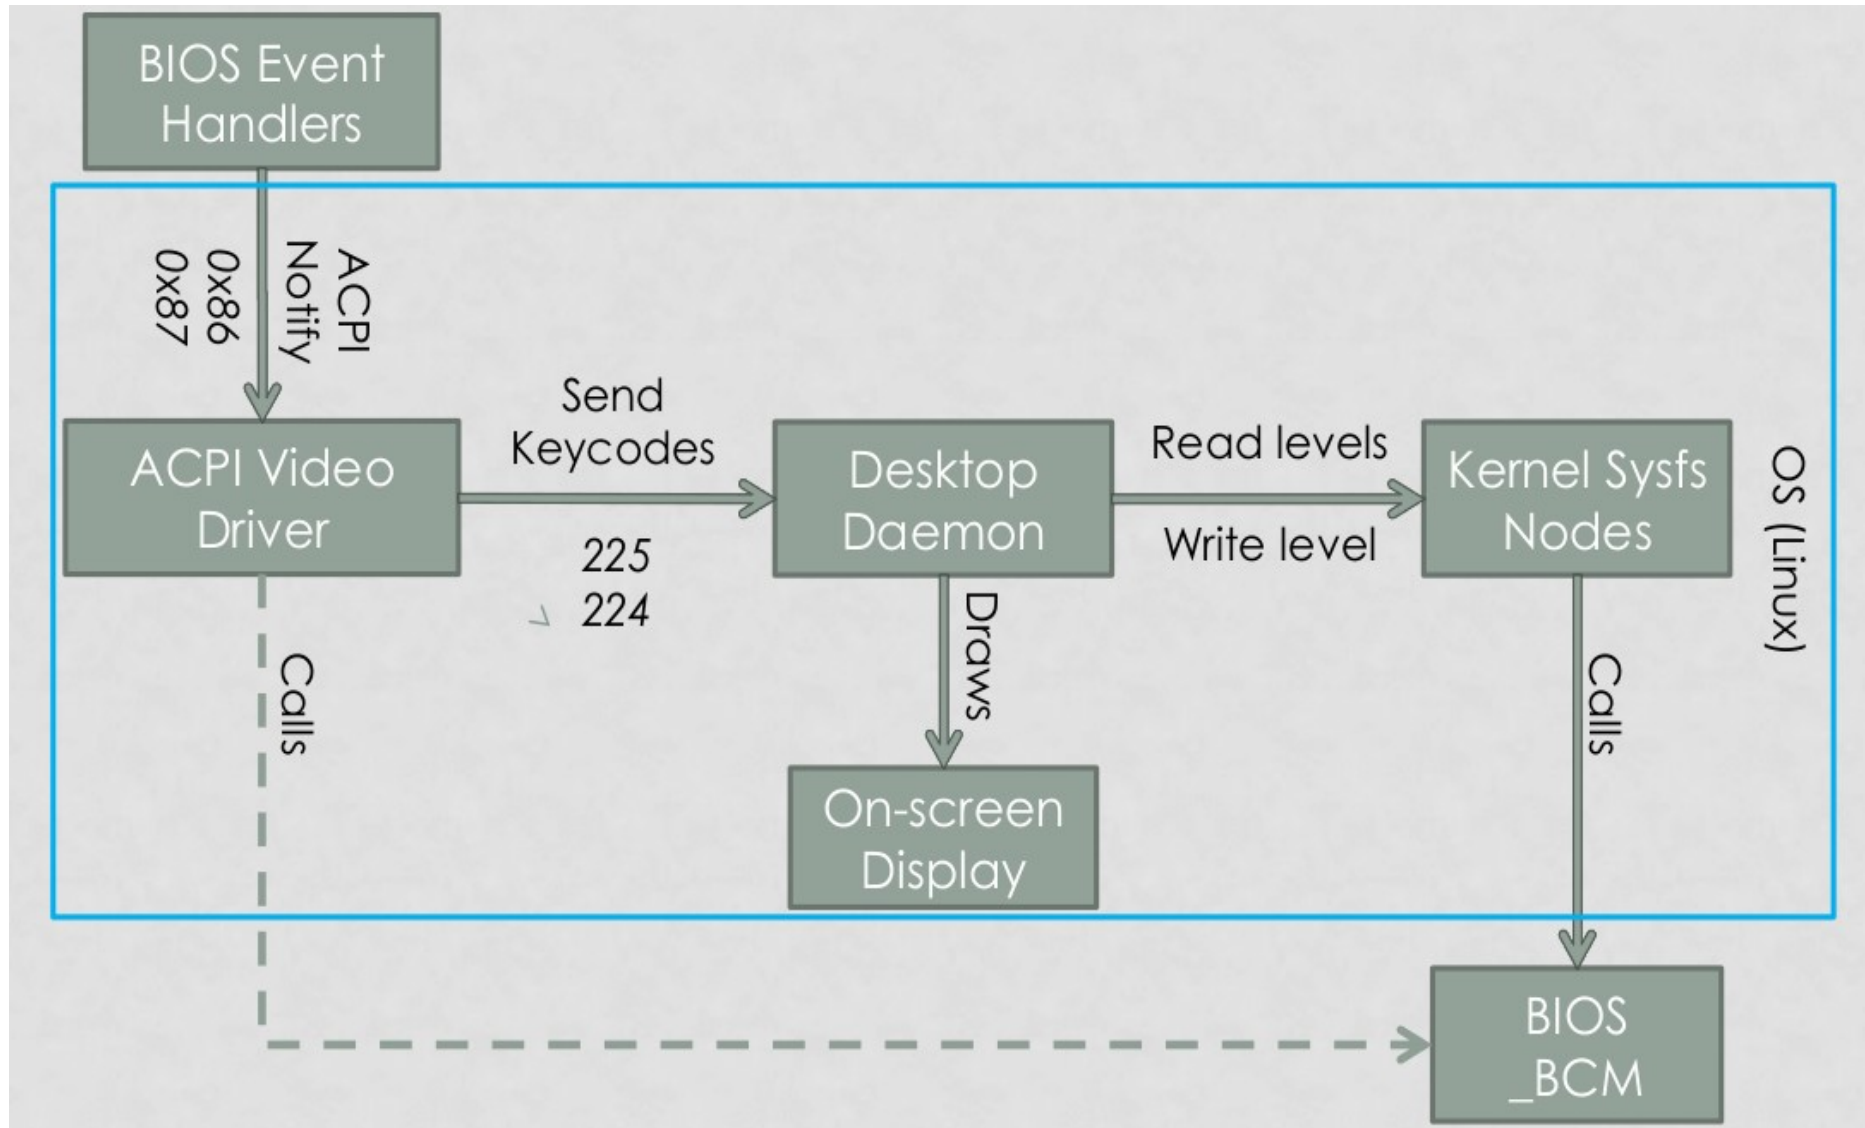 BIOS Event
Handlers
ACPI
Notify
0x86
0x87
ACPI Video
Driver
Send
Keycodes
225
224
Desktop
Daemon
Read levels
Write level
Kernel Sysfs
Nodes
OS (Linux)
Calls
Draws
Calls
On-screen
Display
BIOS
_BCM